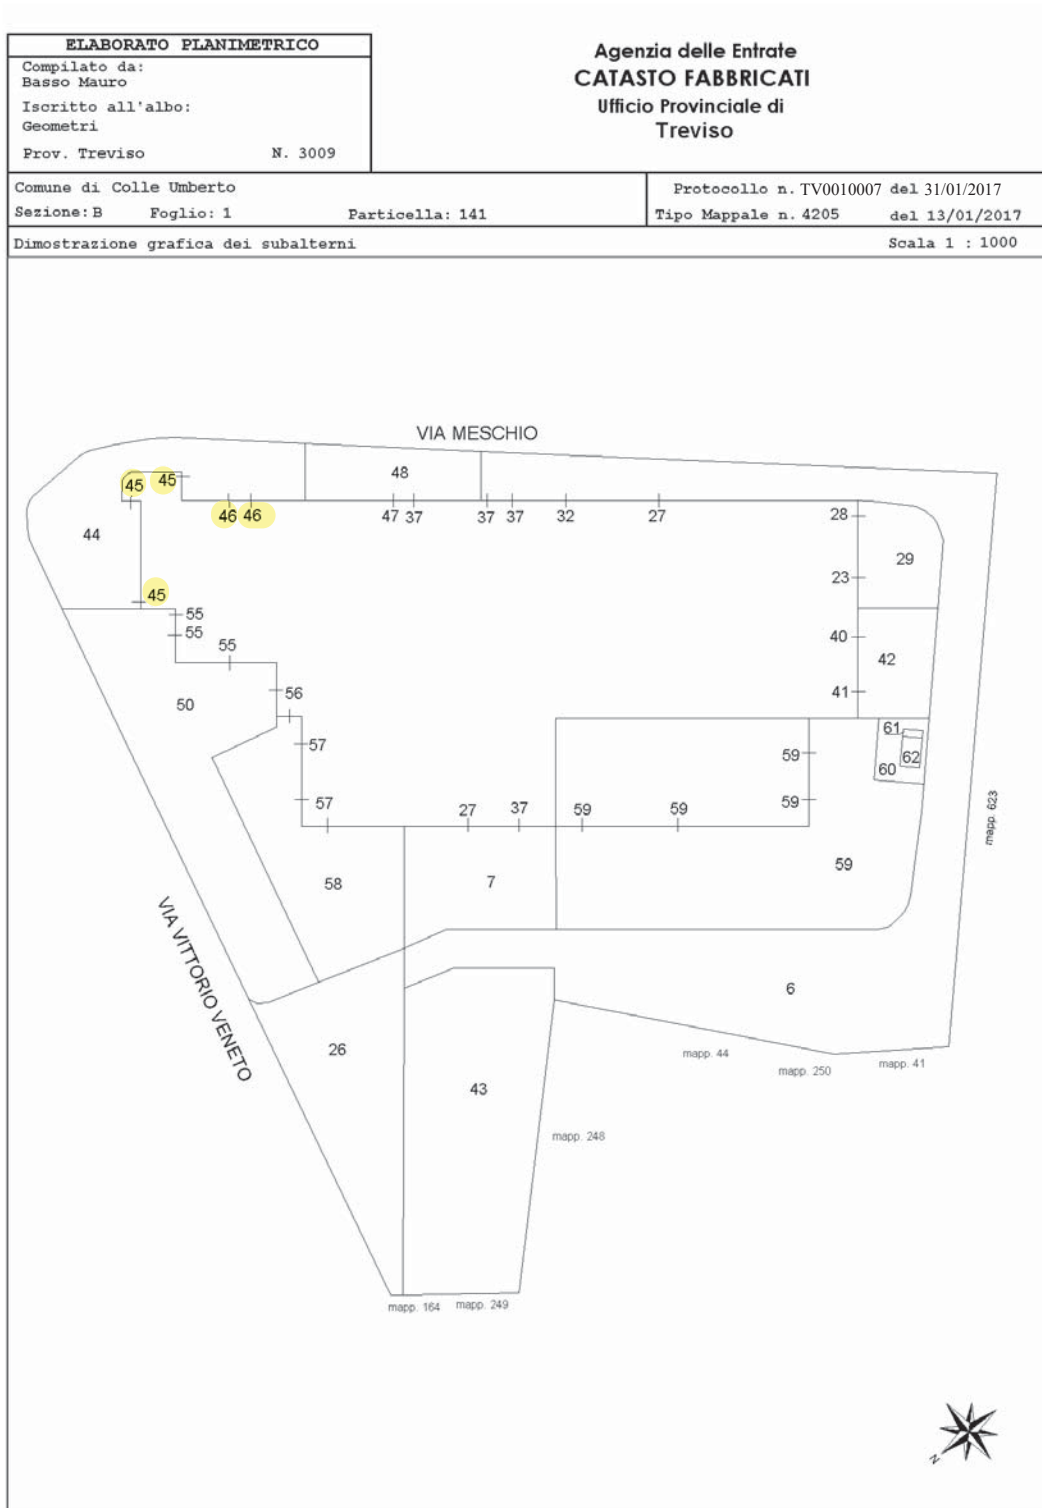 ELABORATO PLANIMETRICO
Compilato da:
Basso Mauro
Iscritto all'albo:
Geometri
Prov. Treviso N. 3009
Agenzia delle Entrate
CATASTO FABBRICATI
Ufficio Provinciale di
Treviso
Comune di Colle Umberto
Sezione: B Foglio: 1 Particella: 141
Protocollo n. TV0010007 del 31/01/2017
Tipo Mappale n. 4205 del 13/01/2017
Dimostrazione grafica dei subalterni Scala 1 : 1000
VIA MESCHIO
48
45 45
46 46 47 37 37 37 32 27 28
44
29
23
45
55
55
40
55
42
41
56
50
61
57
59
62
60
57
27 37 59 59 59
mapp. 623
59
58
7
VIA VITTORIO VENETO
6
26
mapp. 44
mapp. 250
mapp. 41
43
mapp. 248
mapp. 164
mapp. 249
N